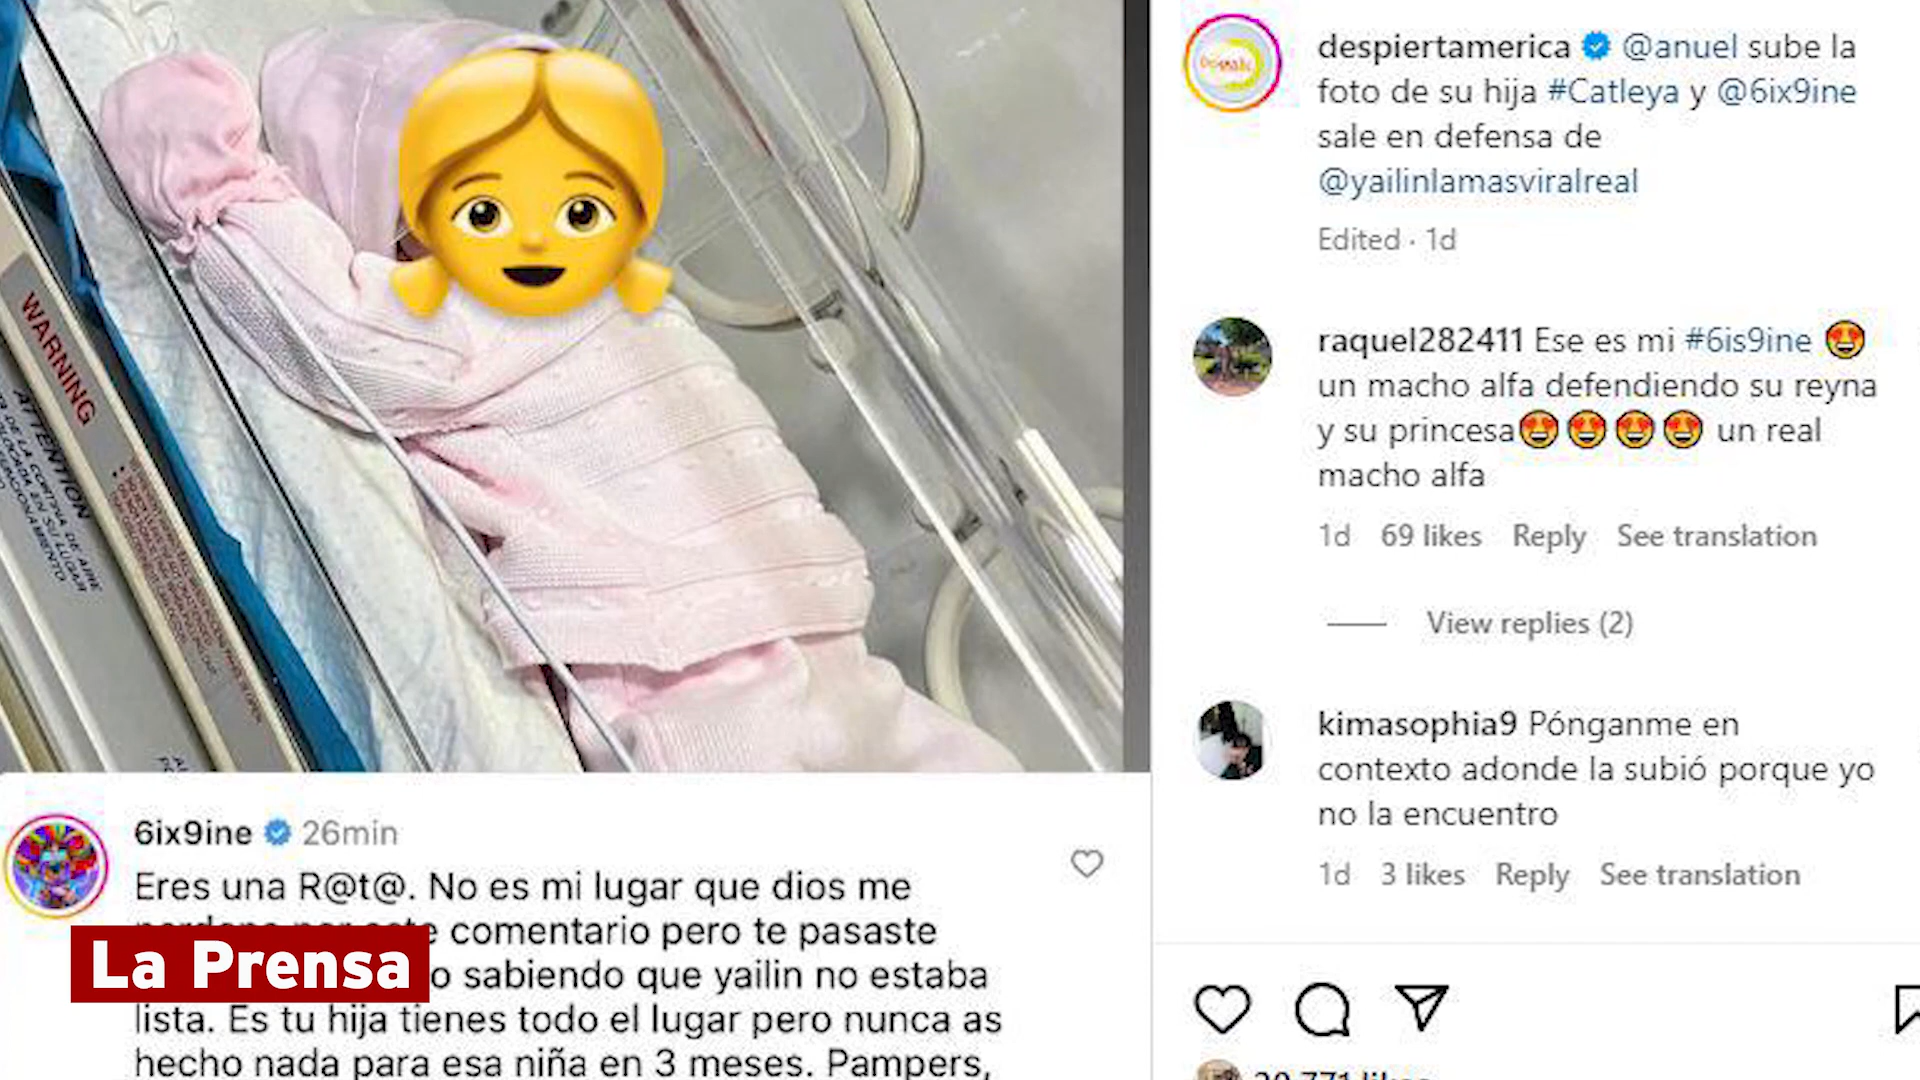 WARNING
ATTENTION
despiertamerica @anuel sube la
foto de su hija #Catleya y @6ix9ine
sale en defensa de
@yailinlamasviralreal
Edited · 1d
raquel282411 Ese es mi #6is9ine
un macho alfa defendiendo su reyna
y su princesa un real
macho alfa
1d 69 likes Reply See translation
View replies (2)
kimasophia9 Pónganme en
contexto adonde la subió porque yo
no la encuentro
1d 3 likes Reply See translation
6ix9ine 26min
Eres una R@t@. No es mi lugar que dios me
comentario pero te pasaste
sabiendo que yailin no estaba
lista. Es tu hija tienes todo el lugar pero nunca as
hecho nada para esa niña en 3 meses. Pampers,
La Prensa
likes